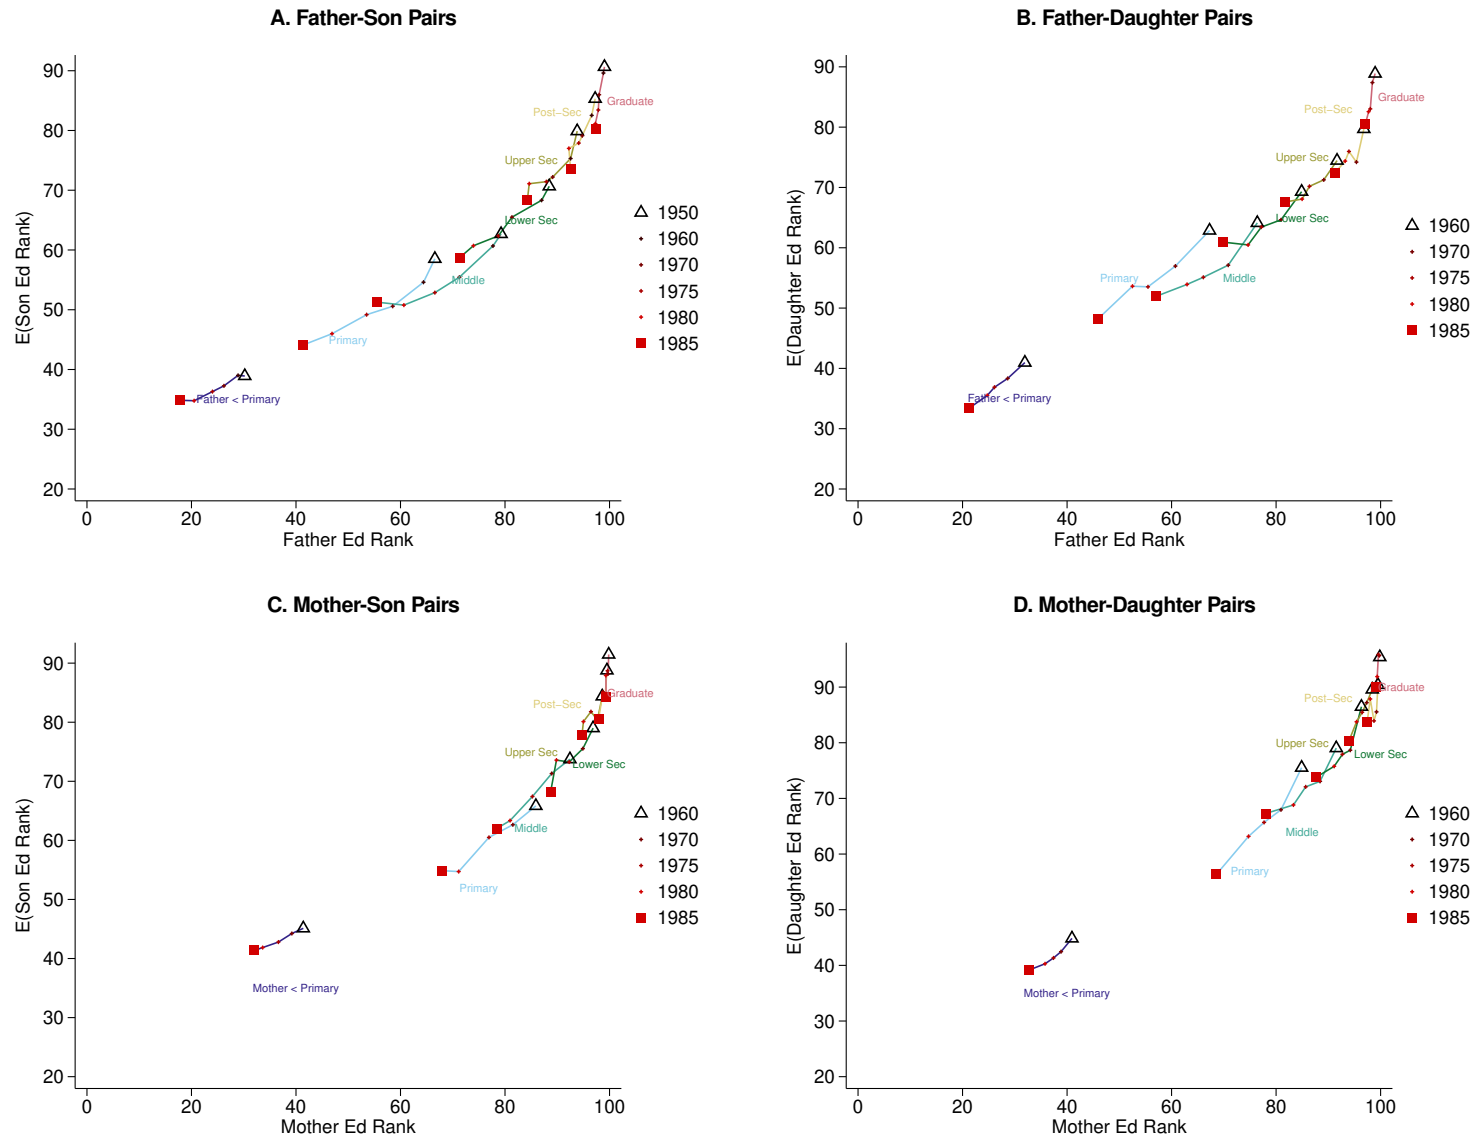 A. Father-Son Pairs
E(Son Ed Rank)
90
80
70
60
50
40
30
20
0
20
40
60
80
100
Father Ed Rank
Father < Primary
Primary
Middle
Lower Sec
Upper Sec
Post–Sec
Graduate
1950
1960
1970
1975
1980
1985
B. Father-Daughter Pairs
E(Daughter Ed Rank)
90
80
70
60
50
40
30
20
0
20
40
60
80
100
Father Ed Rank
Father < Primary
Primary
Middle
Lower Sec
Upper Sec
Post–Sec
Graduate
1960
1970
1975
1980
1985
C. Mother-Son Pairs
E(Son Ed Rank)
90
80
70
60
50
40
30
20
0
20
40
60
80
100
Mother Ed Rank
Mother < Primary
Primary
Middle
Lower Sec
Upper Sec
Post–Sec
Graduate
1960
1970
1975
1980
1985
D. Mother-Daughter Pairs
E(Daughter Ed Rank)
90
80
70
60
50
40
30
20
0
20
40
60
80
100
Mother Ed Rank
Mother < Primary
Primary
Middle
Lower Sec
Upper Sec
Post–Sec
Graduate
1960
1970
1975
1980
1985